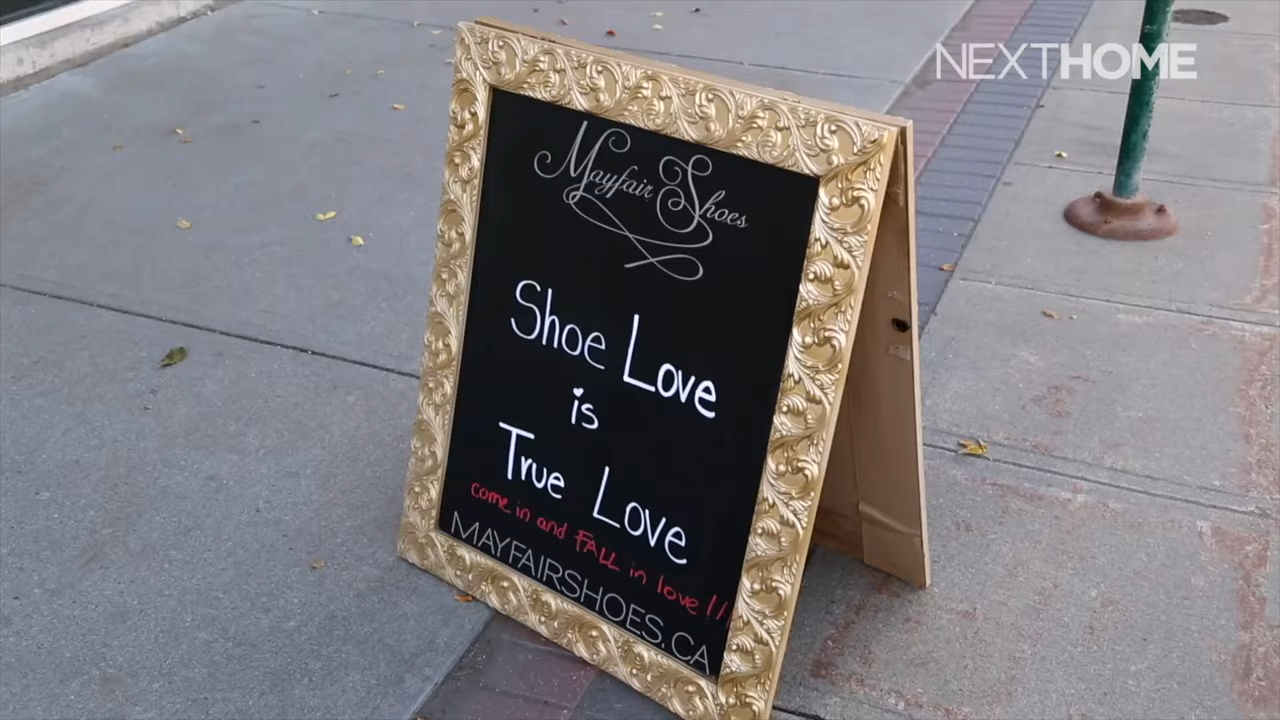 NEXTHOME
Mayfair Shoes
Shoe Love
is
True Love
come in and FALL in love!!!
MAYFAIRSHOES.CA